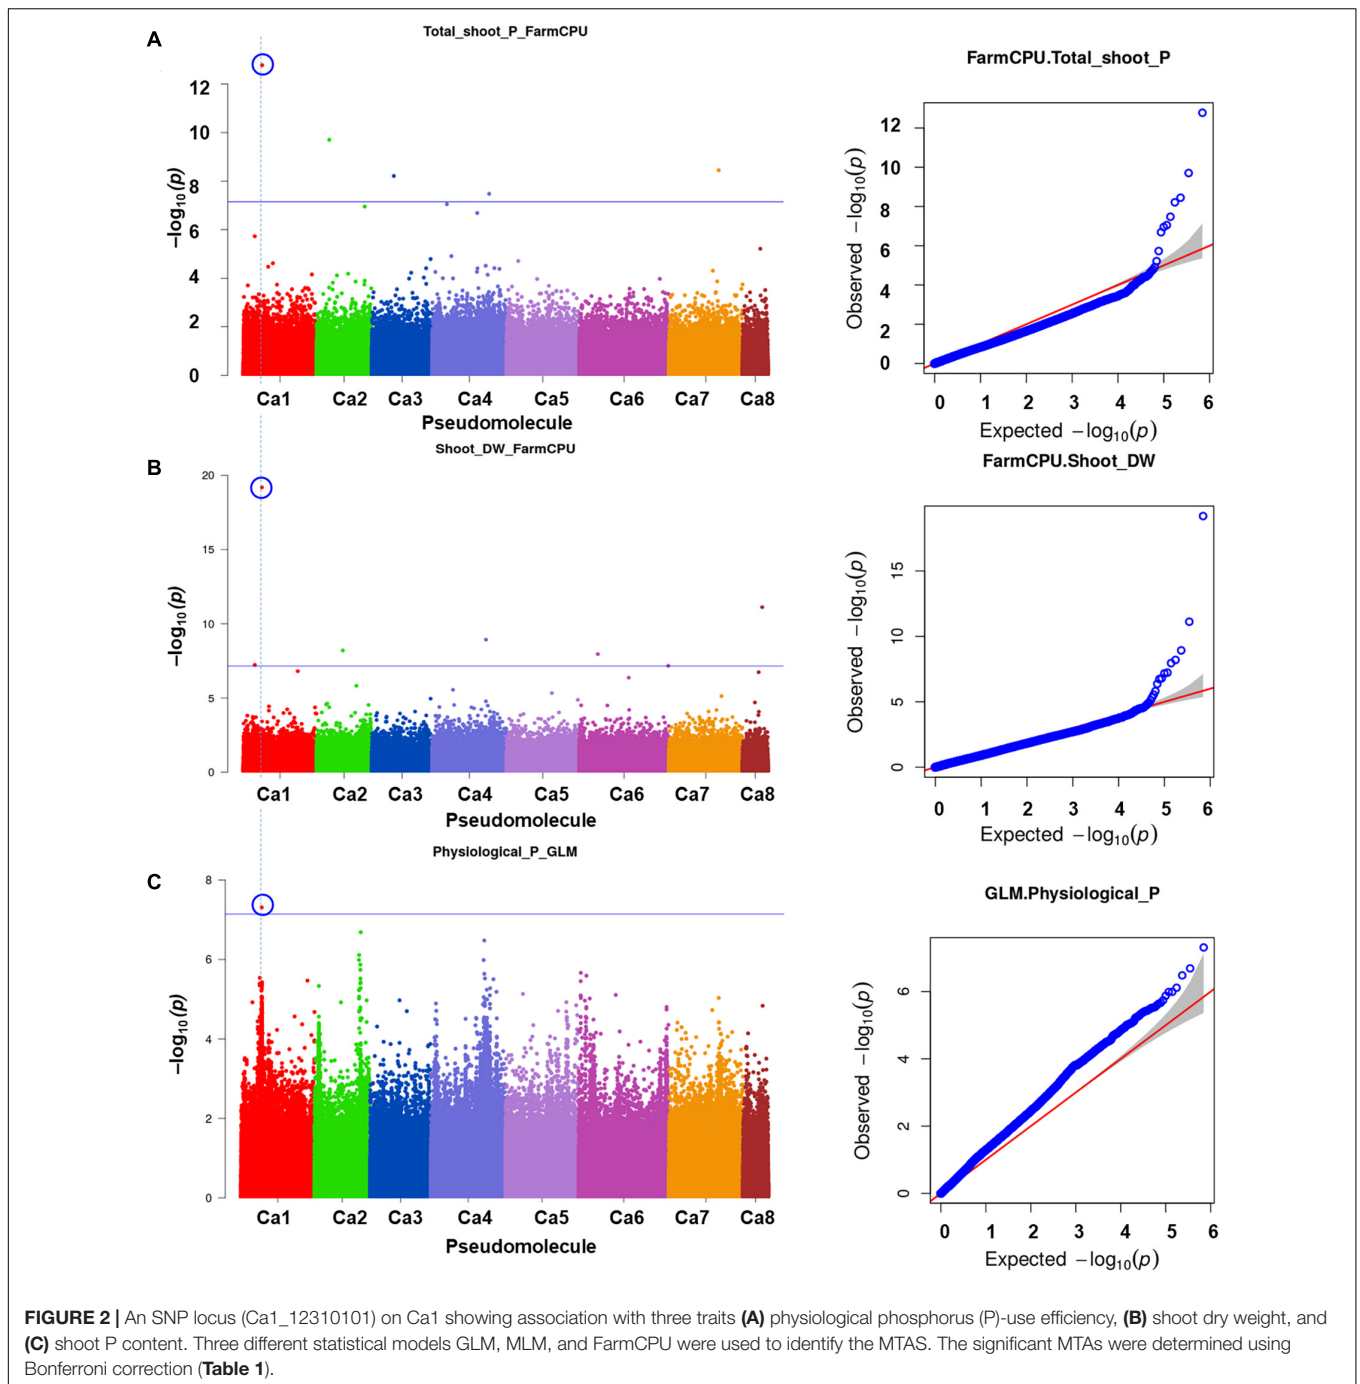 A
Total_shoot_P_FarmCPU
12
10
8
6
4
2
0
−log10(p)
Ca1 Ca2 Ca3 Ca4 Ca5 Ca6 Ca7 Ca8
Pseudomolecule
FarmCPU.Total_shoot_P
12
10
8
6
4
2
0
Observed −log10(p)
0 1 2 3 4 5 6
Expected −log10(p)
B
Shoot_DW_FarmCPU
20
15
10
5
0
−log10(p)
Ca1 Ca2 Ca3 Ca4 Ca5 Ca6 Ca7 Ca8
Pseudomolecule
FarmCPU.Shoot_DW
15
10
5
0
Observed −log10(p)
0 1 2 3 4 5 6
Expected −log10(p)
C
Physiological_P_GLM
8
6
4
2
0
−log10(p)
Ca1 Ca2 Ca3 Ca4 Ca5 Ca6 Ca7 Ca8
Pseudomolecule
GLM.Physiological_P
6
4
2
0
Observed −log10(p)
0 1 2 3 4 5 6
Expected −log10(p)
FIGURE 2 | An SNP locus (Ca1_12310101) on Ca1 showing association with three traits (A) physiological phosphorus (P)-use efficiency, (B) shoot dry weight, and
(C) shoot P content. Three different statistical models GLM, MLM, and FarmCPU were used to identify the MTAS. The significant MTAs were determined using
Bonferroni correction (Table 1).